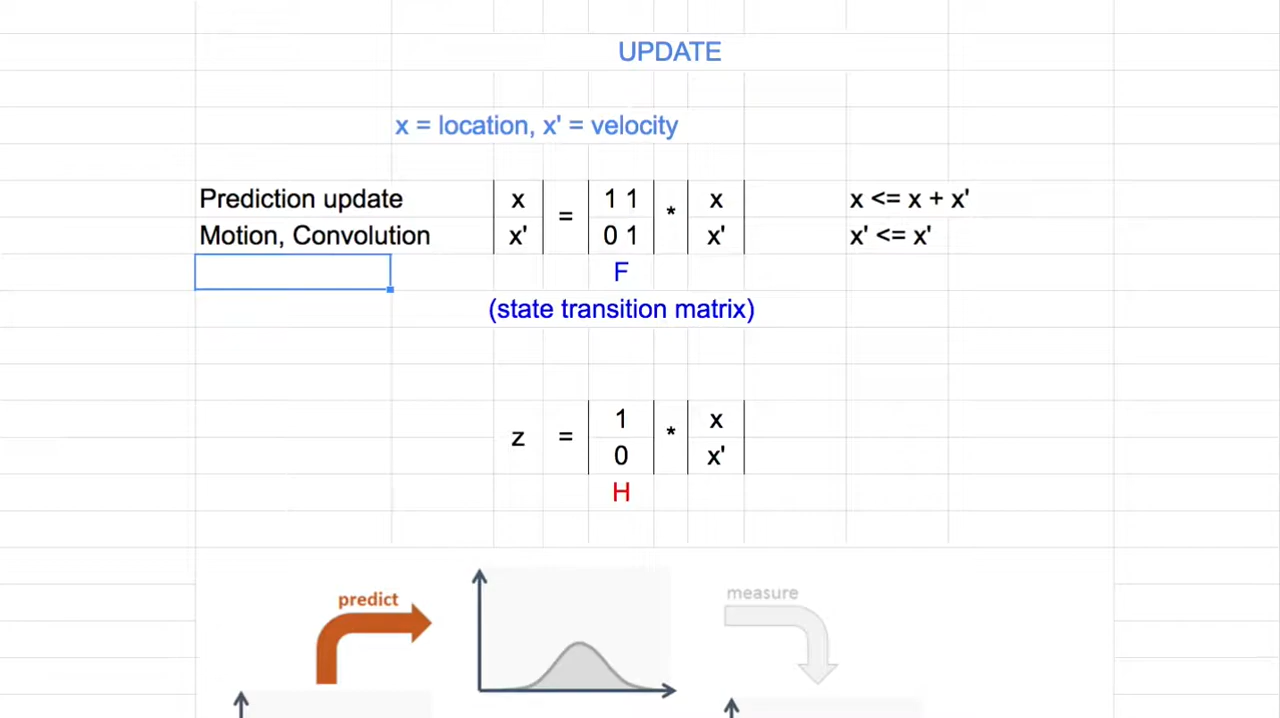 UPDATE
x = location, x' = velocity
Prediction update x = 1 1 * x x <= x + x'
Motion, Convolution x' 0 1 x' x' <= x'
F
(state transition matrix)
z = 1 * x
0 x'
H
predict
measure